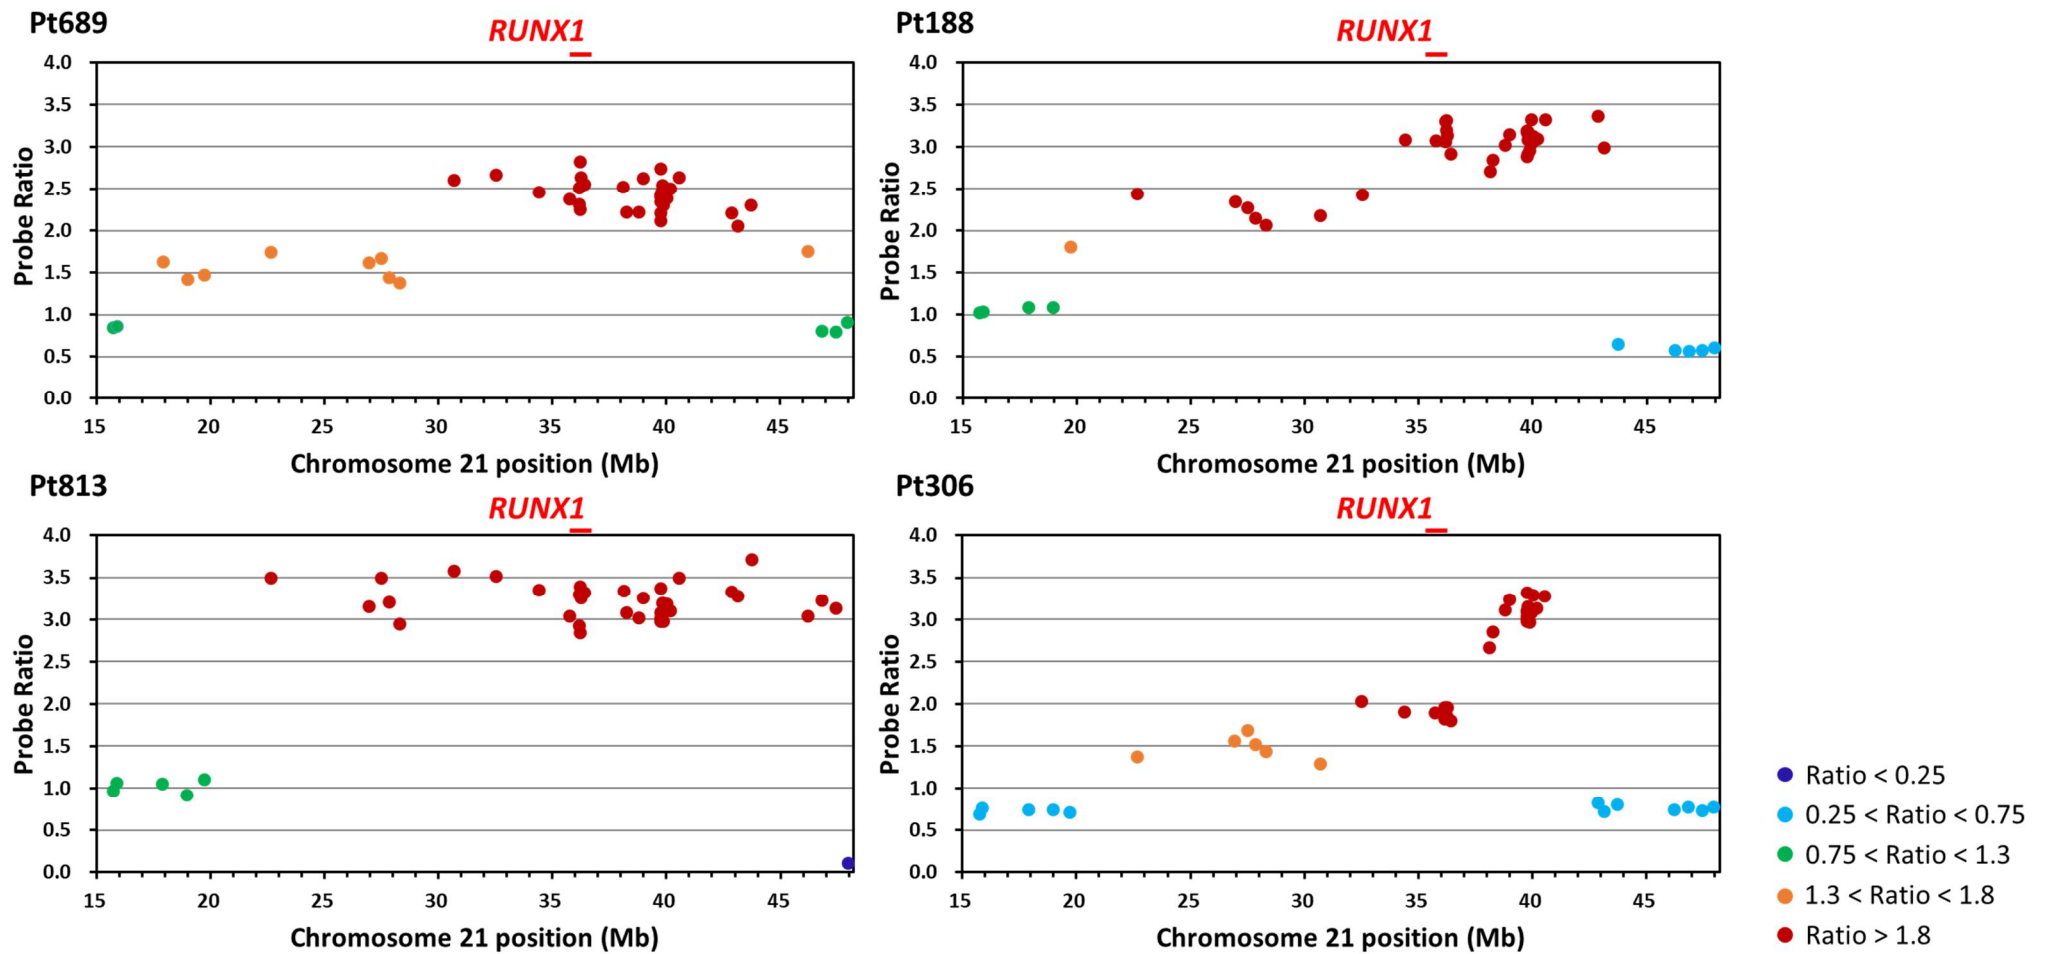 Pt689
RUNX1
4.0
3.5
3.0
2.5
2.0
1.5
1.0
0.5
0.0
Probe Ratio
15 20 25 30 35 40 45
Chromosome 21 position (Mb)
Pt188
RUNX1
4.0
3.5
3.0
2.5
2.0
1.5
1.0
0.5
0.0
Probe Ratio
15 20 25 30 35 40 45
Chromosome 21 position (Mb)
Pt813
RUNX1
4.0
3.5
3.0
2.5
2.0
1.5
1.0
0.5
0.0
Probe Ratio
15 20 25 30 35 40 45
Chromosome 21 position (Mb)
Pt306
RUNX1
4.0
3.5
3.0
2.5
2.0
1.5
1.0
0.5
0.0
Probe Ratio
15 20 25 30 35 40 45
Chromosome 21 position (Mb)
Ratio < 0.25
0.25 < Ratio < 0.75
0.75 < Ratio < 1.3
1.3 < Ratio < 1.8
Ratio > 1.8